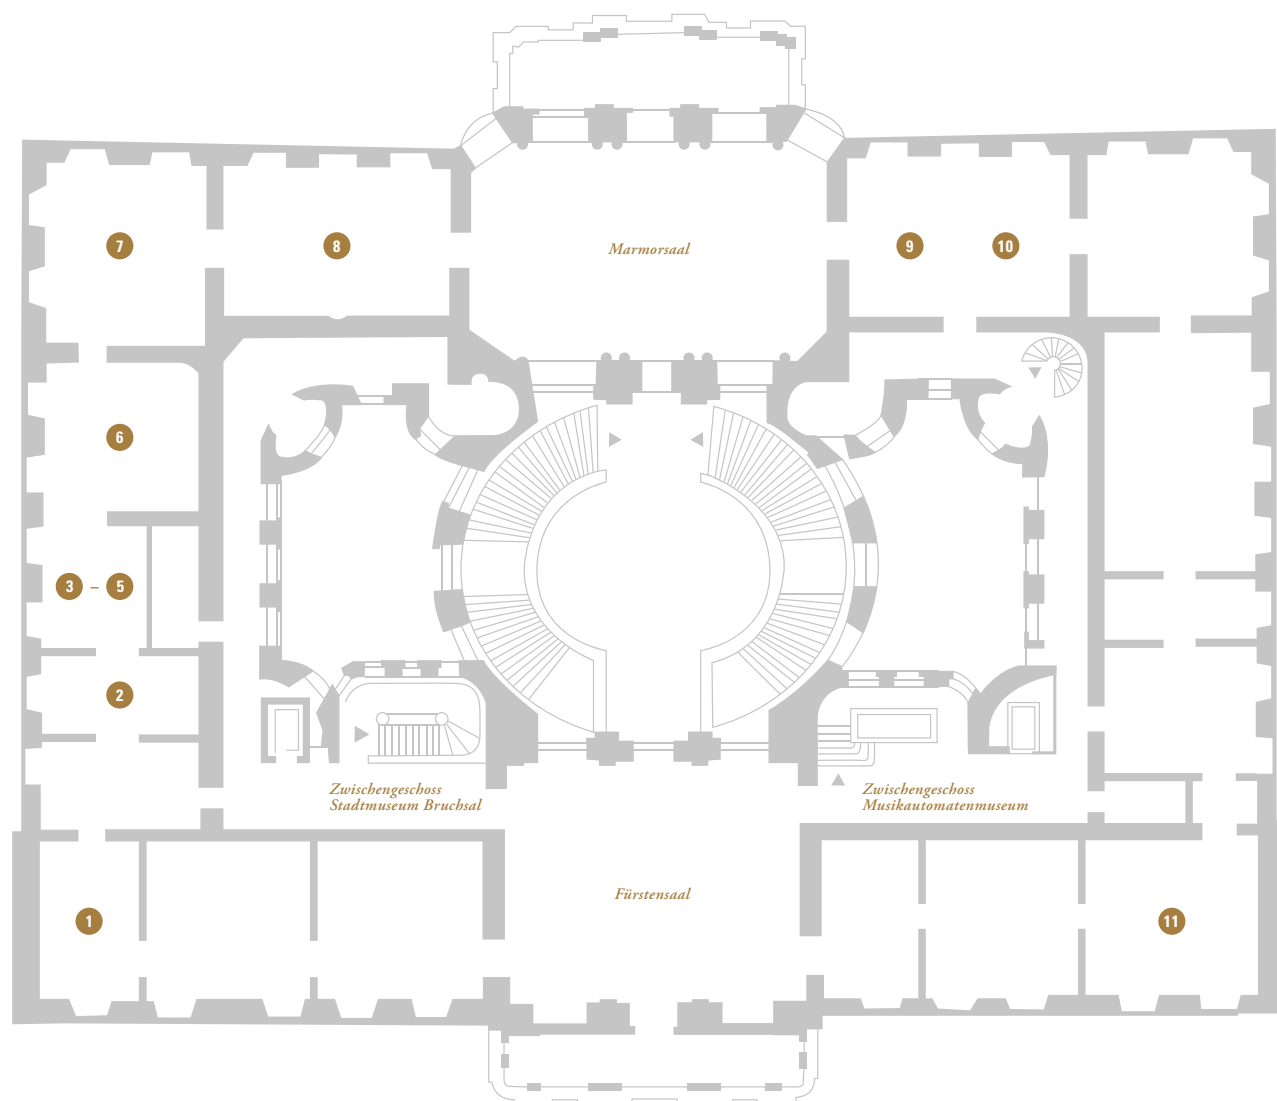 7
8
Marmorsaal
9
10
6
3 – 5
2
Zwischengeschoss
Stadtmuseum Bruchsal
Zwischengeschoss
Musikautomatenmuseum
Fürstensaal
1
11